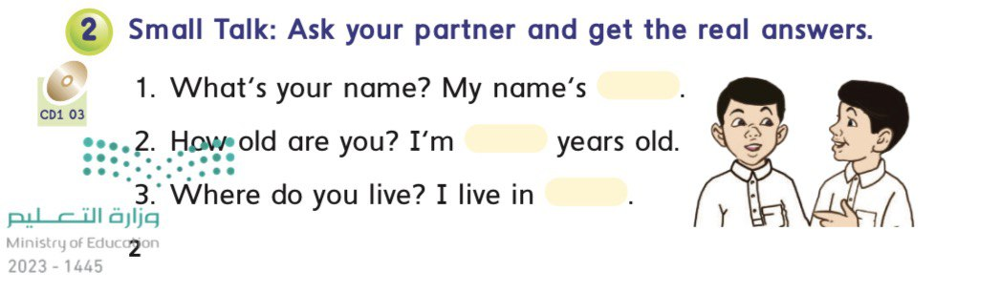 2 Small Talk: Ask your partner and get the real answers.
CD1 03
1. What's your name? My name's .
2. How old are you? I'm years old.
3. Where do you live? I live in .
وزارة التعـــليم
Ministry of Education
2
2023 - 1445